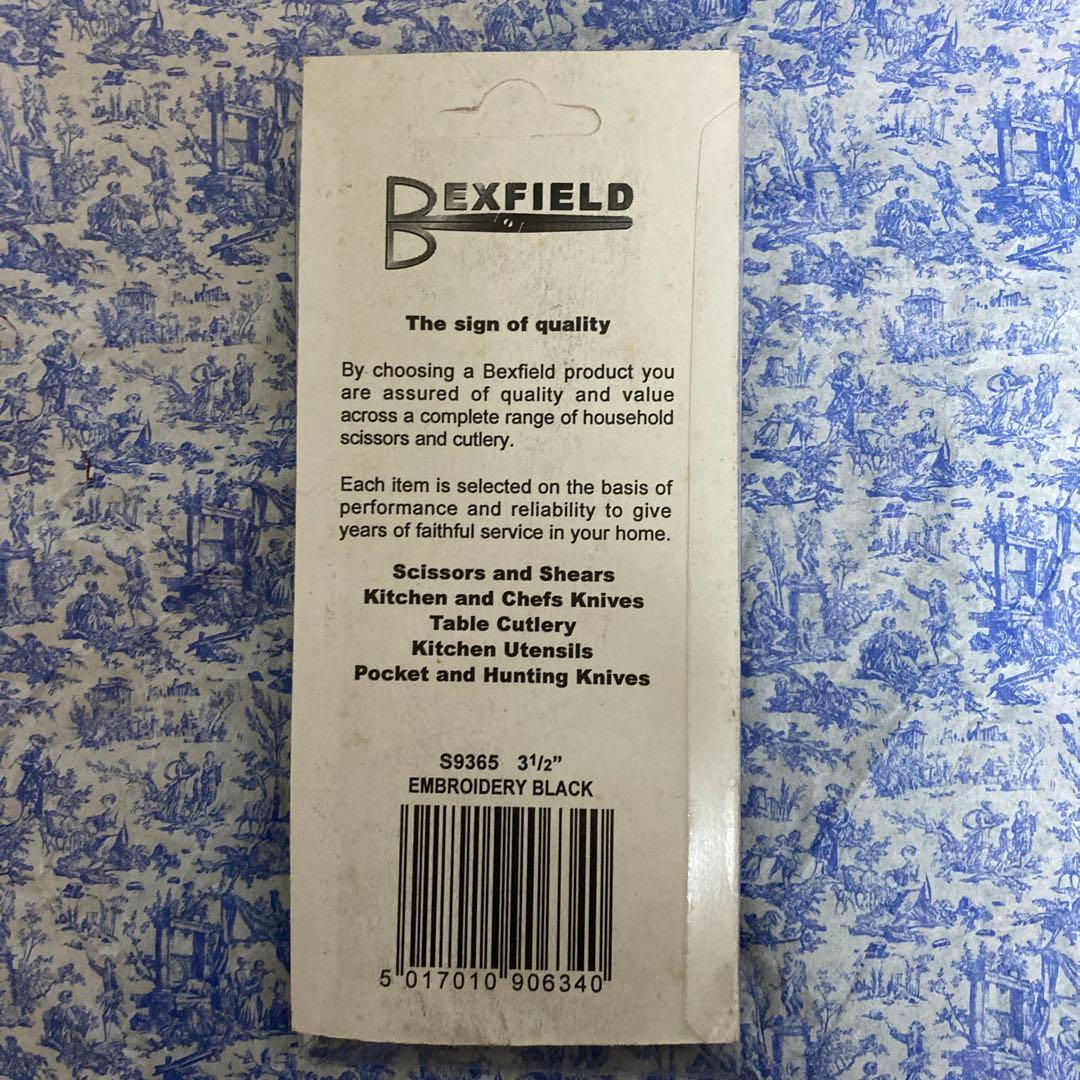 BEXFIELD
The sign of quality
By choosing a Bexfield product you
are assured of quality and value
across a complete range of household
scissors and cutlery.
Each item is selected on the basis of
performance and reliability to give
years of faithful service in your home.
Scissors and Shears
Kitchen and Chefs Knives
Table Cutlery
Kitchen Utensils
Pocket and Hunting Knives
S9365 3½”
EMBROIDERY BLACK
5 017010 906340